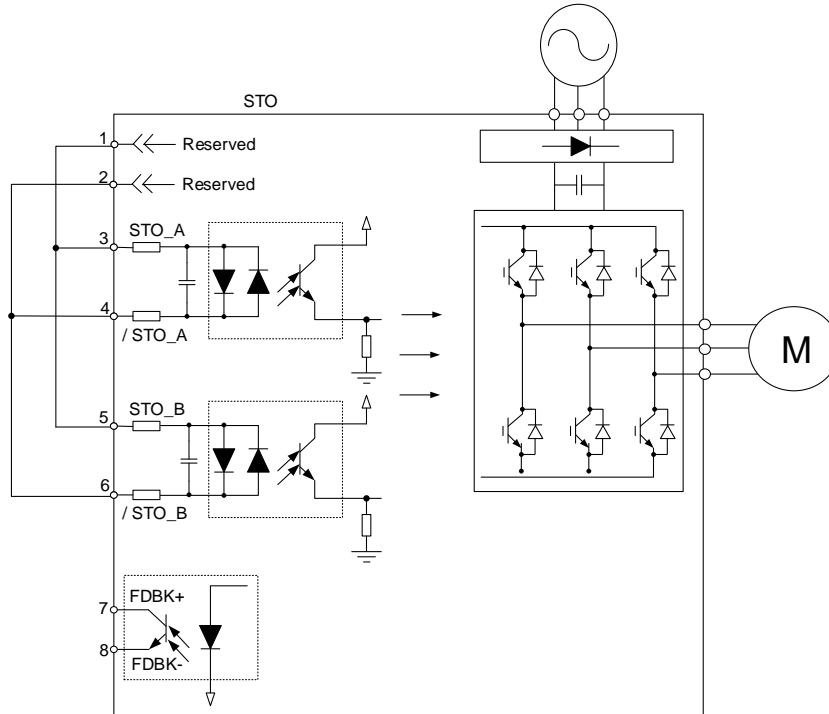 STO
1
Reserved
2
Reserved
3
STO_A
4
/ STO_A
5
STO_B
6
/ STO_B
7
FDBK+
8
FDBK-
M